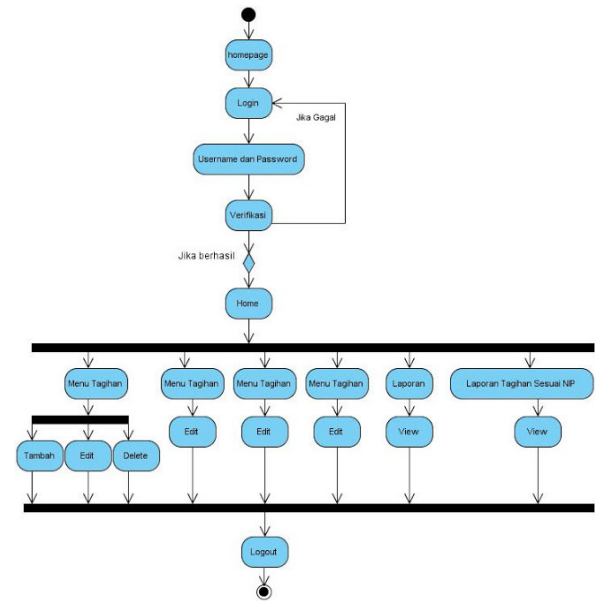 homepage
Login
Jika Gagal
Username dan Password
Verifikasi
Jika berhasil
Home
Menu Tagihan
Menu Tagihan
Menu Tagihan
Menu Tagihan
Laporan
Laporan Tagihan Sesuai NIP
Tambah
Edit
Delete
Edit
Edit
Edit
View
View
Logout